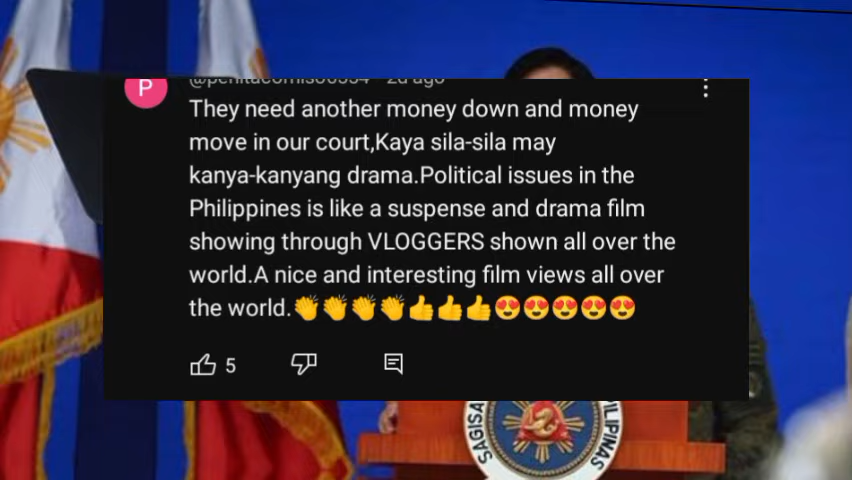 P
They need another money down and money
move in our court,Kaya sila-sila may
kanya-kanyang drama.Political issues in the
Philippines is like a suspense and drama film
showing through VLOGGERS shown all over the
world.A nice and interesting film views all over
the world.👏👏👏👏👍👍👍😍😍😍😍😍
5
SAGISA
PILIPINAS